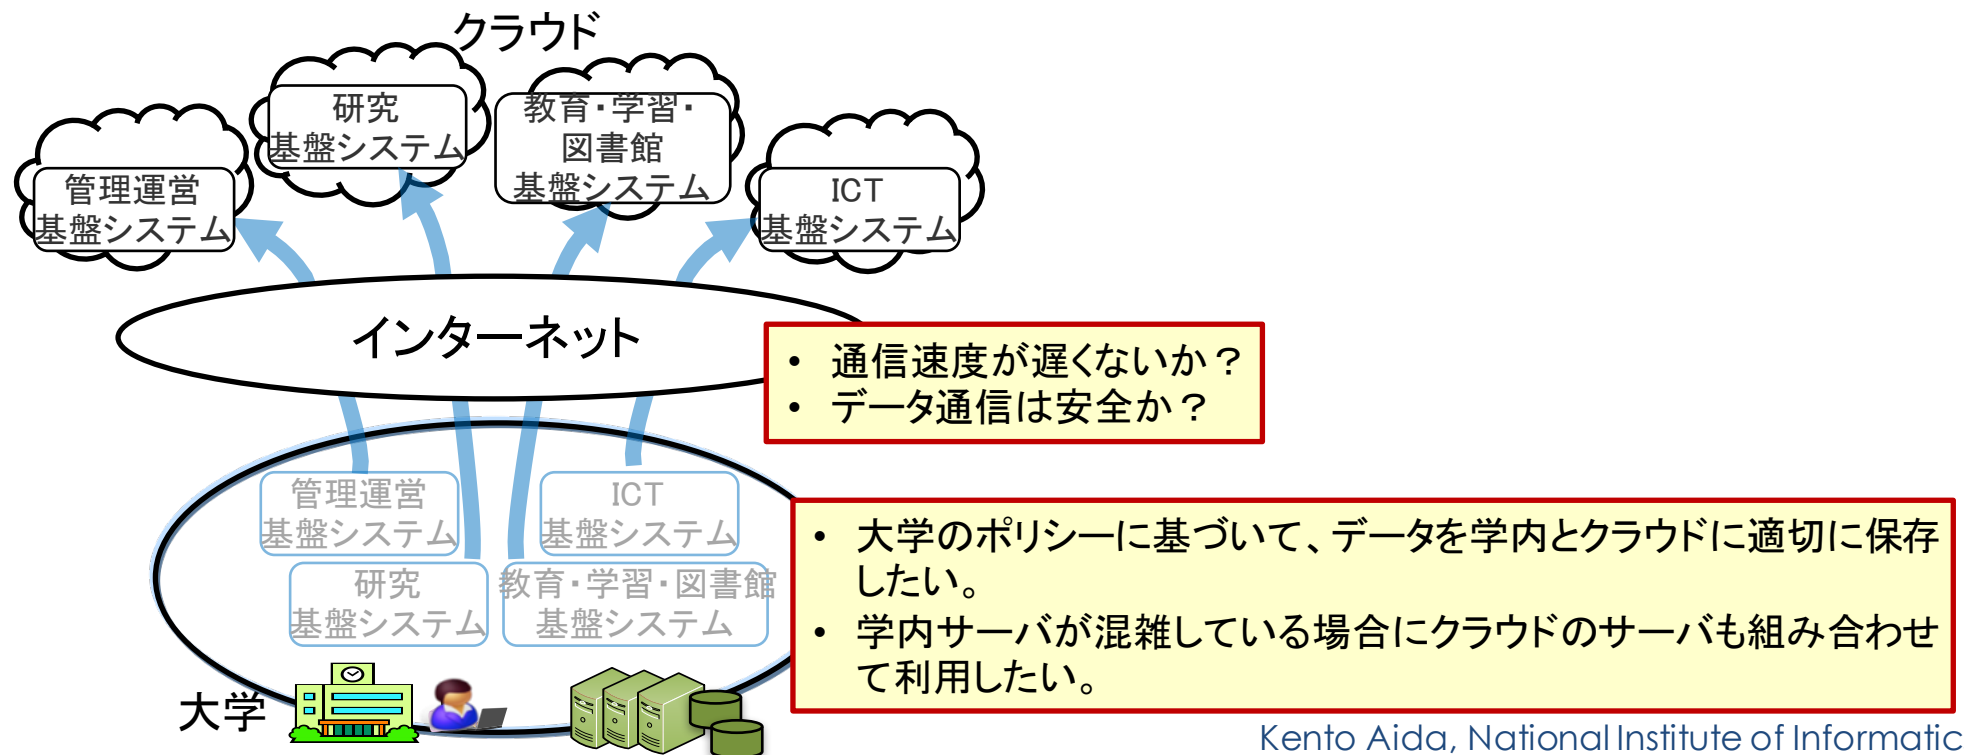 クラウド
研究
基盤システム
教育・学習・
図書館
基盤システム
管理運営
基盤システム
ICT
基盤システム
インターネット
• 通信速度が遅くないか？
• データ通信は安全か？
管理運営
基盤システム
ICT
基盤システム
研究
基盤システム
教育・学習・図書館
基盤システム
• 大学のポリシーに基づいて、データを学内とクラウドに適切に保存
したい。
• 学内サーバが混雑している場合にクラウドのサーバも組み合わせ
て利用したい。
大学
Kento Aida, National Institute of Informatic